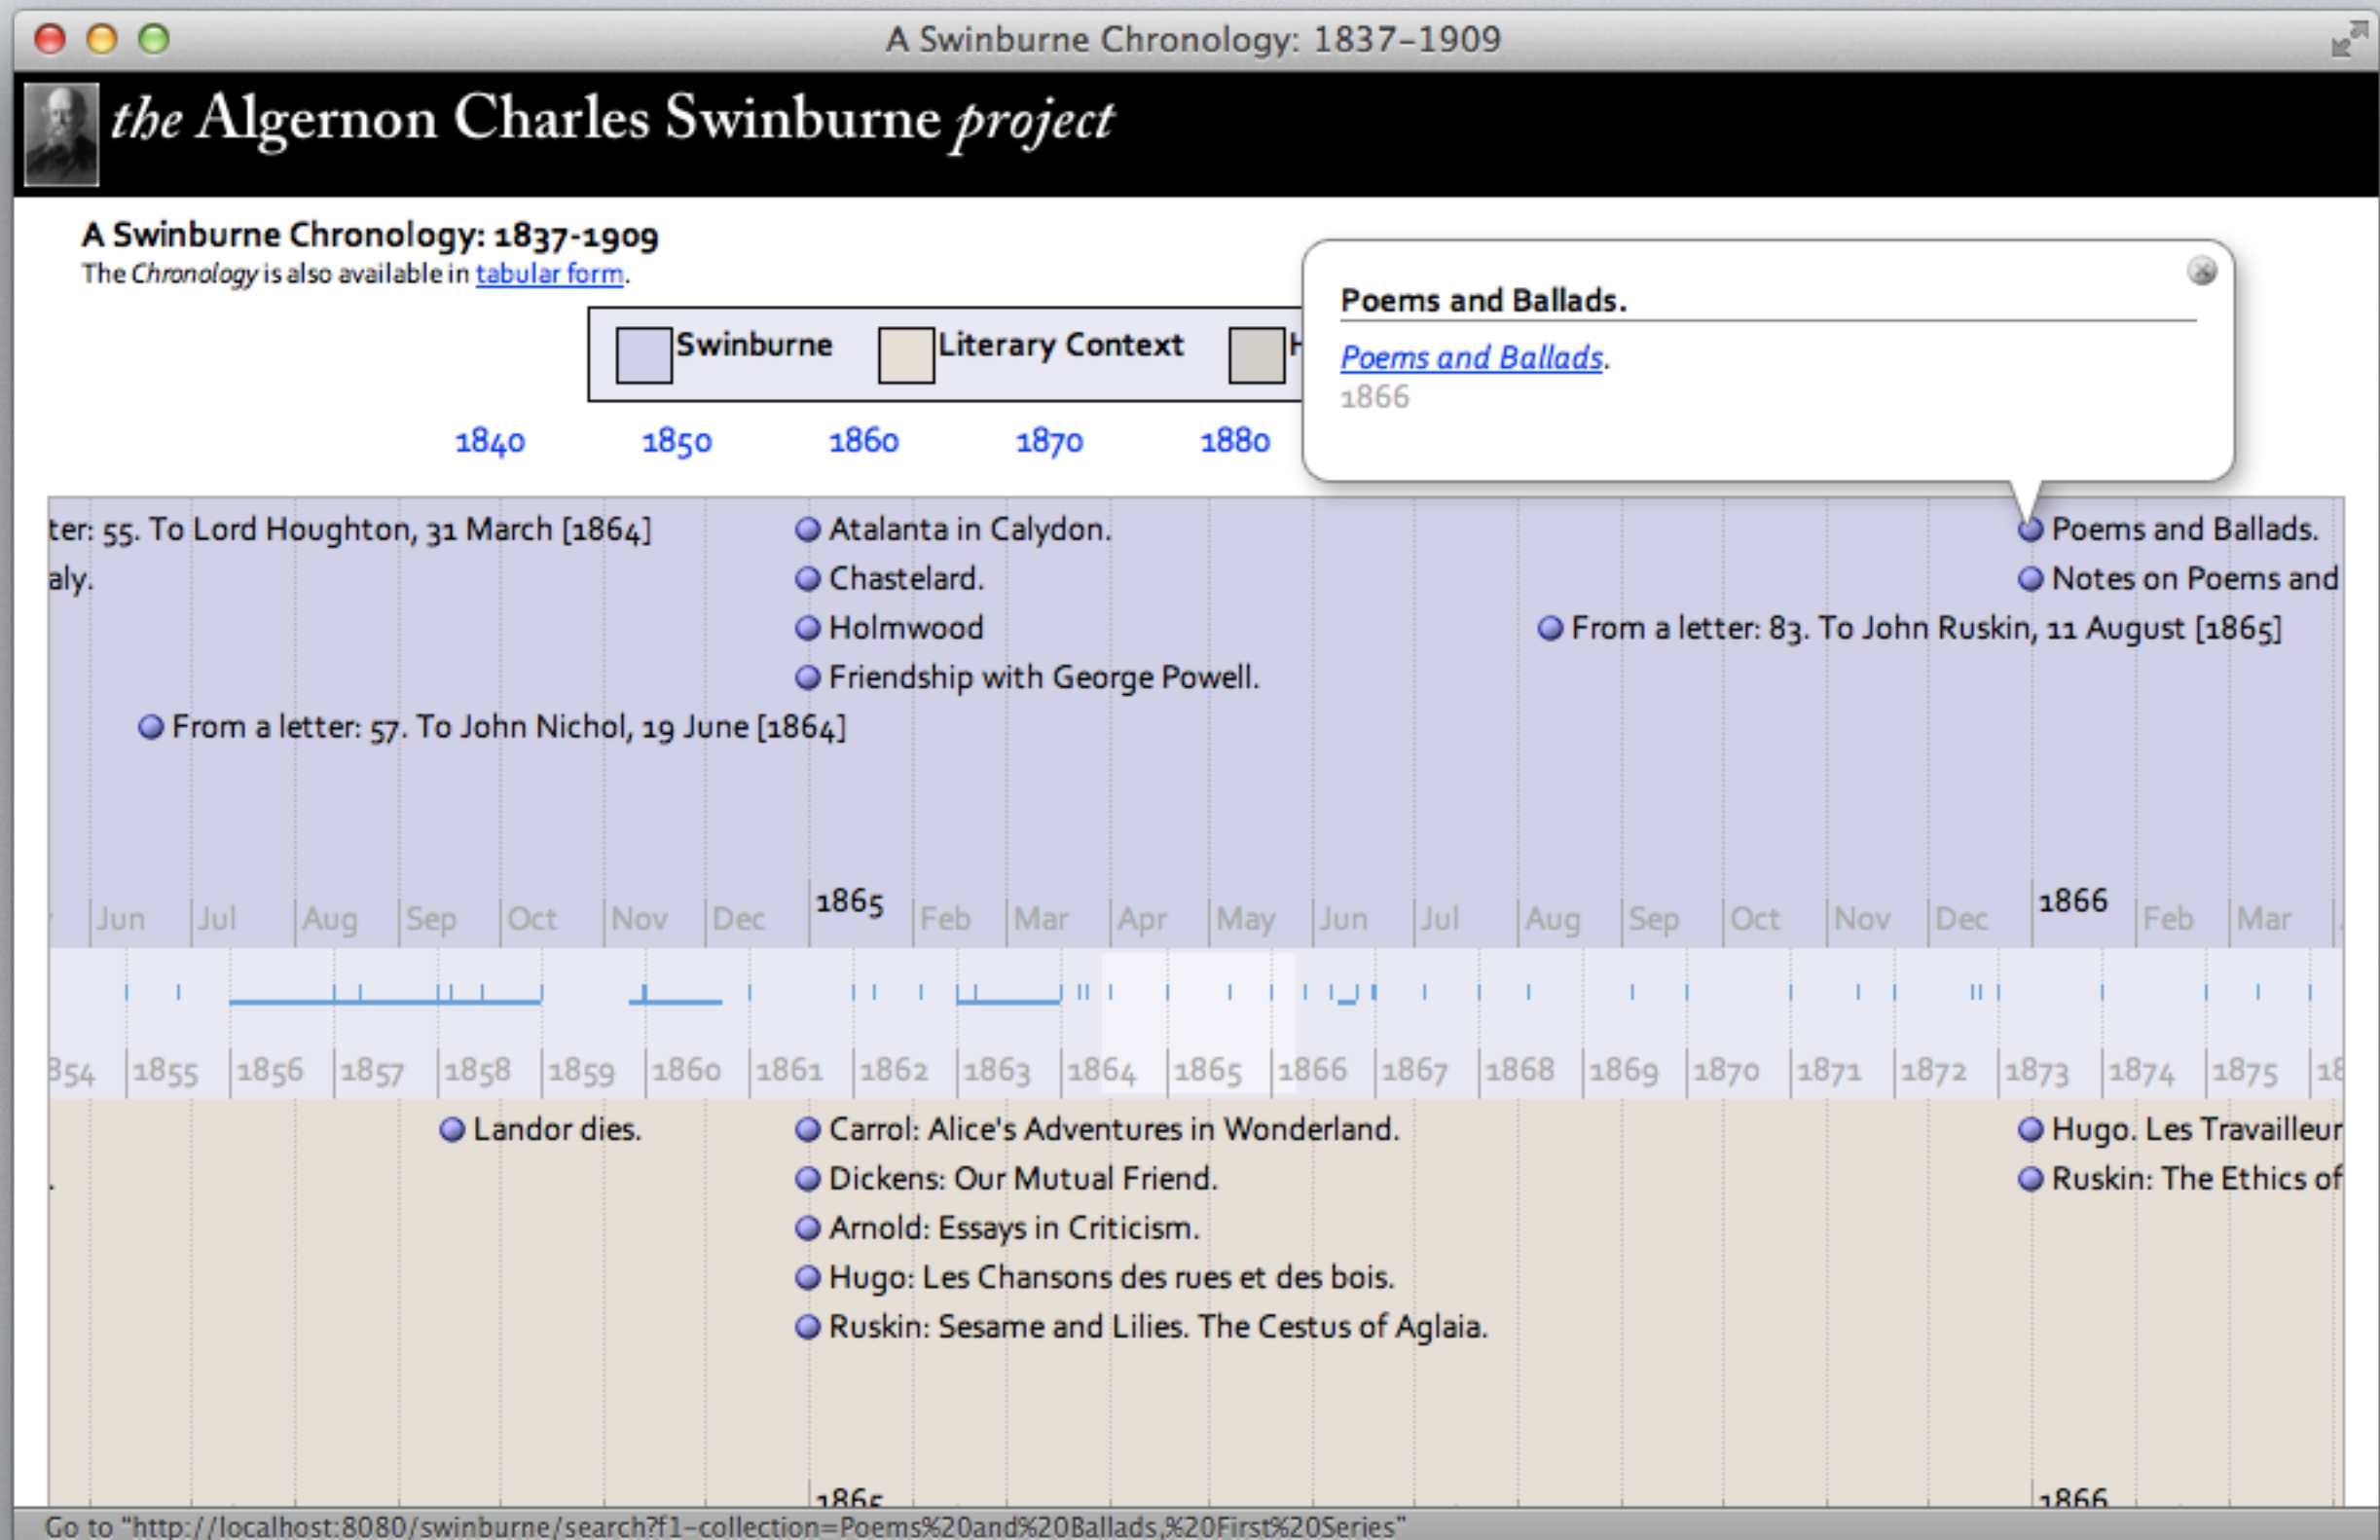 A Swinburne Chronology: 1837–1909
the Algernon Charles Swinburne project
A Swinburne Chronology: 1837-1909
The Chronology is also available in tabular form.
Swinburne Literary Context
Poems and Ballads.
Poems and Ballads.
1866
1840 1850 1860 1870 1880
ter: 55. To Lord Houghton, 31 March [1864]
Atalanta in Calydon.
Poems and Ballads.
aly.
Chastelard.
Notes on Poems and
Holmwood
From a letter: 83. To John Ruskin, 11 August [1865]
Friendship with George Powell.
From a letter: 57. To John Nichol, 19 June [1864]
Jun Jul Aug Sep Oct Nov Dec 1865 Feb Mar Apr May Jun Jul Aug Sep Oct Nov Dec 1866 Feb Mar
854 1855 1856 1857 1858 1859 1860 1861 1862 1863 1864 1865 1866 1867 1868 1869 1870 1871 1872 1873 1874 1875 18
Landor dies.
Carrol: Alice's Adventures in Wonderland.
Hugo. Les Travailleur
Dickens: Our Mutual Friend.
Ruskin: The Ethics of
Arnold: Essays in Criticism.
Hugo: Les Chansons des rues et des bois.
Ruskin: Sesame and Lilies. The Cestus of Aglaia.
1865 1866
Go to "http://localhost:8080/swinburne/search?f1-collection=Poems%20and%20Ballads,%20First%20Series"